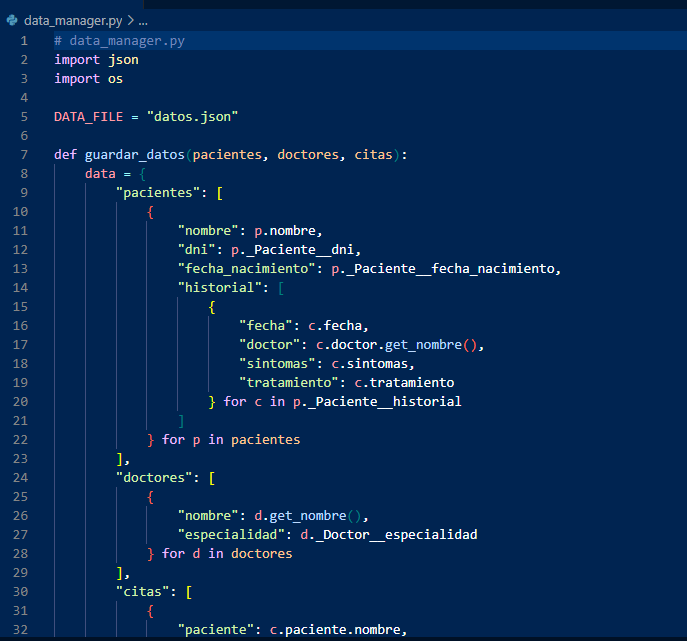 data_manager.py > ...
1 # data_manager.py
2 import json
3 import os
4
5 DATA_FILE = "datos.json"
6
7 def guardar_datos(pacientes, doctores, citas):
8     data = {
9         "pacientes": [
10             {
11                 "nombre": p.nombre,
12                 "dni": p._Paciente__dni,
13                 "fecha_nacimiento": p._Paciente__fecha_nacimiento,
14                 "historial": [
15                     {
16                         "fecha": c.fecha,
17                         "doctor": c.doctor.get_nombre(),
18                         "sintomas": c.sintomas,
19                         "tratamiento": c.tratamiento
20                     } for c in p._Paciente__historial
21                 ]
22             } for p in pacientes
23         ],
24         "doctores": [
25             {
26                 "nombre": d.get_nombre(),
27                 "especialidad": d._Doctor__especialidad
28             } for d in doctores
29         ],
30         "citas": [
31             {
32                 "paciente": c.paciente.nombre,